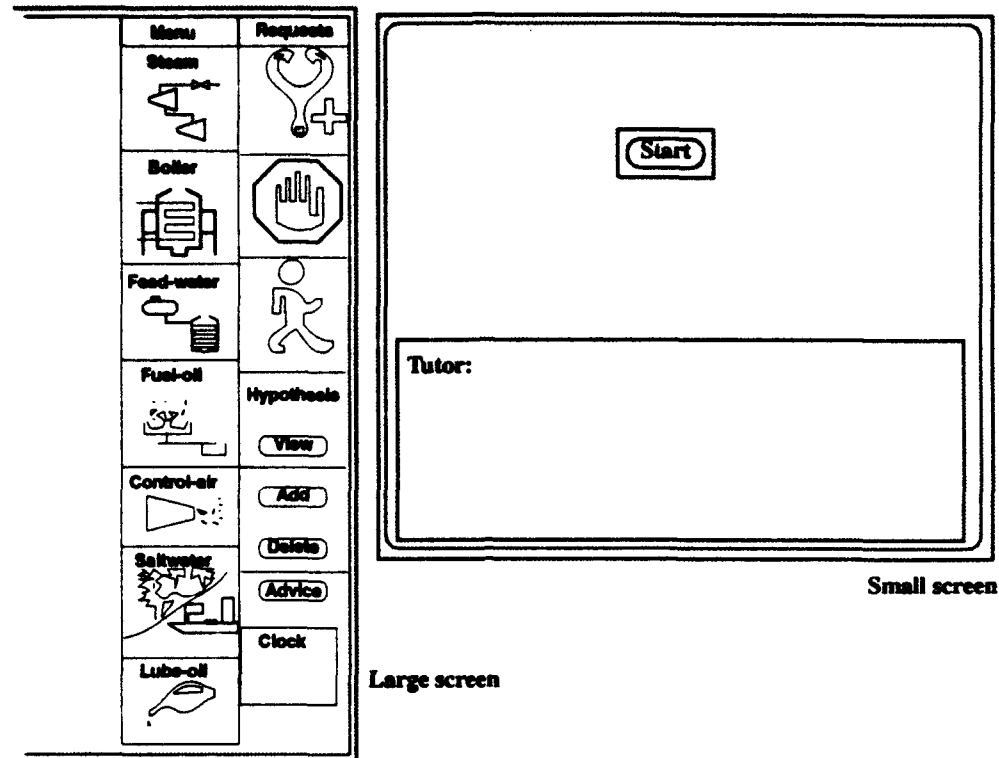 Menu
Requests
Steam
Boiler
Feed-water
Fuel-oil
Control-air
Saltwater
Lube-oil
Hypothesis
View
Add
Delete
Advice
Clock
Large screen
Start
Tutor:
Small screen